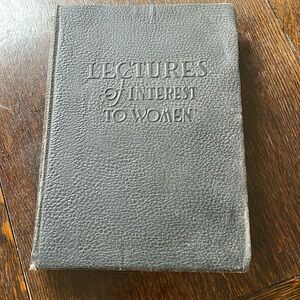 LECTURES
of INTEREST
TO WOMEN